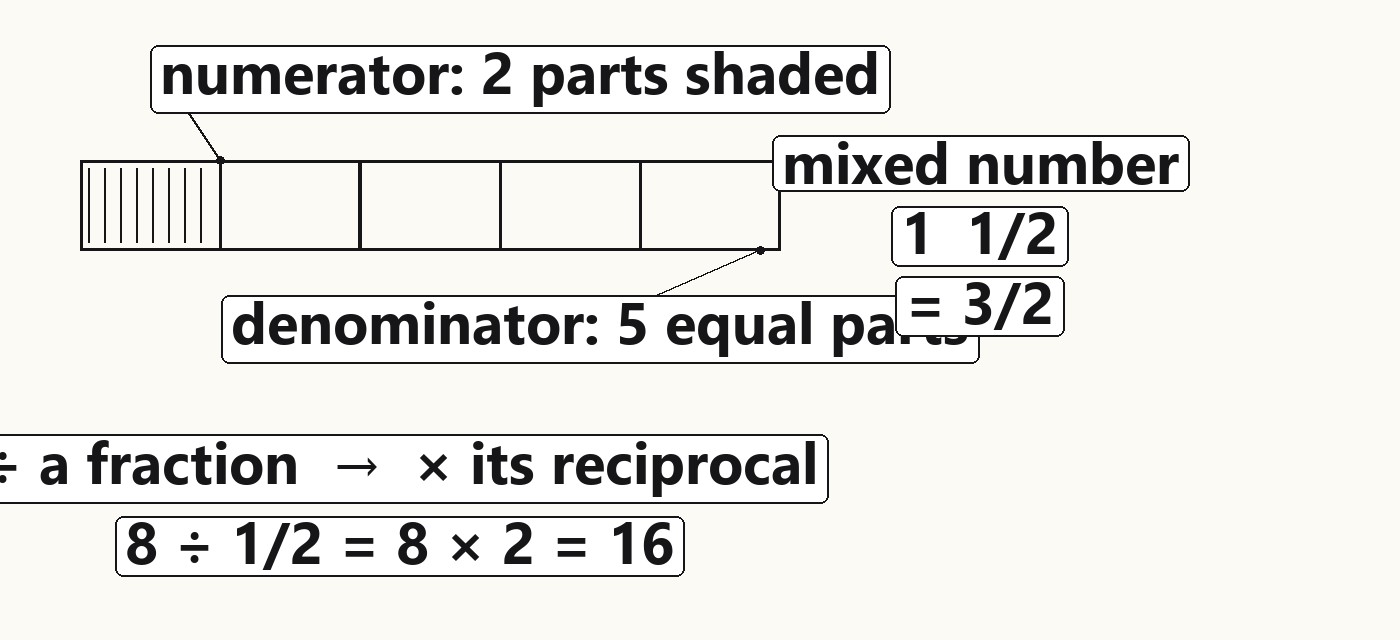 numerator: 2 parts shaded
mixed number
1 1/2
= 3/2
denominator: 5 equal parts
÷ a fraction → × its reciprocal
8 ÷ 1/2 = 8 × 2 = 16